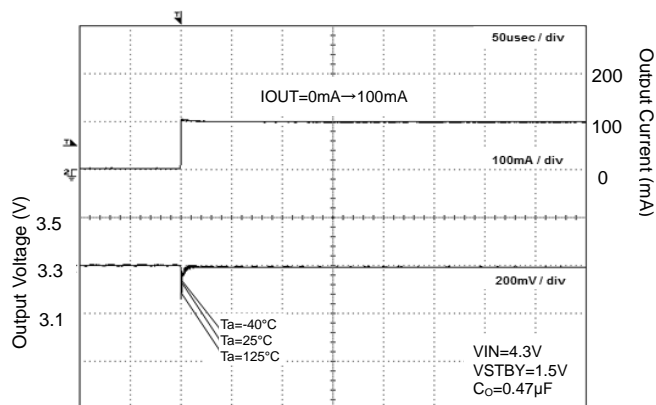 50usec / div
200
IOUT=0mA→100mA
100
100mA / div
0
Output Current (mA)
Output Voltage (V)
3.5
3.3
200mV / div
3.1
Ta=-40°C
Ta=25°C
Ta=125°C
VIN=4.3V
VSTBY=1.5V
CO=0.47µF